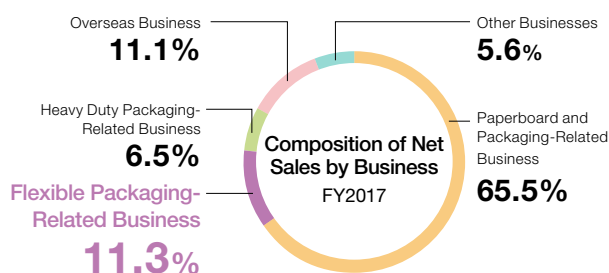 Overseas Business
11.1%
Other Businesses
5.6%
Heavy Duty Packaging-
Related Business
6.5%
Composition of Net
Sales by Business
FY2017
Paperboard and
Packaging-Related
Business
65.5%
Flexible Packaging-
Related Business
11.3%